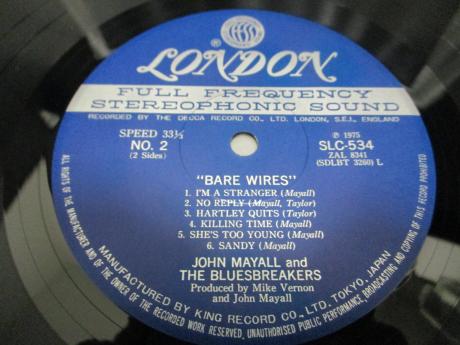 LONDON
FULL FREQUENCY
STEREOPHONIC SOUND
RECORDED BY THE DECCA RECORD CO. LTD. LONDON, S.E.I., ENGLAND
SPEED 33⅓
NO. 2
(2 Sides)
℗ 1975
SLC-534
ZAL 8341
(SDLBT 3260) L
"BARE WIRES"
1. I'M A STRANGER (Mayall)
2. NO REPLY (Mayall, Taylor)
3. HARTLEY QUITS (Taylor)
4. KILLING TIME (Mayall)
5. SHE'S TOO YOUNG (Mayall)
6. SANDY (Mayall)
JOHN MAYALL and
THE BLUESBREAKERS
Produced by Mike Vernon
and John Mayall
MANUFACTURED BY KING RECORD CO., LTD. TOKYO, JAPAN
ALL RIGHTS OF THE MANUFACTURER AND OF THE OWNER OF THE RECORDED WORK RESERVED, UNAUTHORISED PUBLIC PERFORMANCE, BROADCASTING AND COPYING OF THIS RECORD PROHIBITED